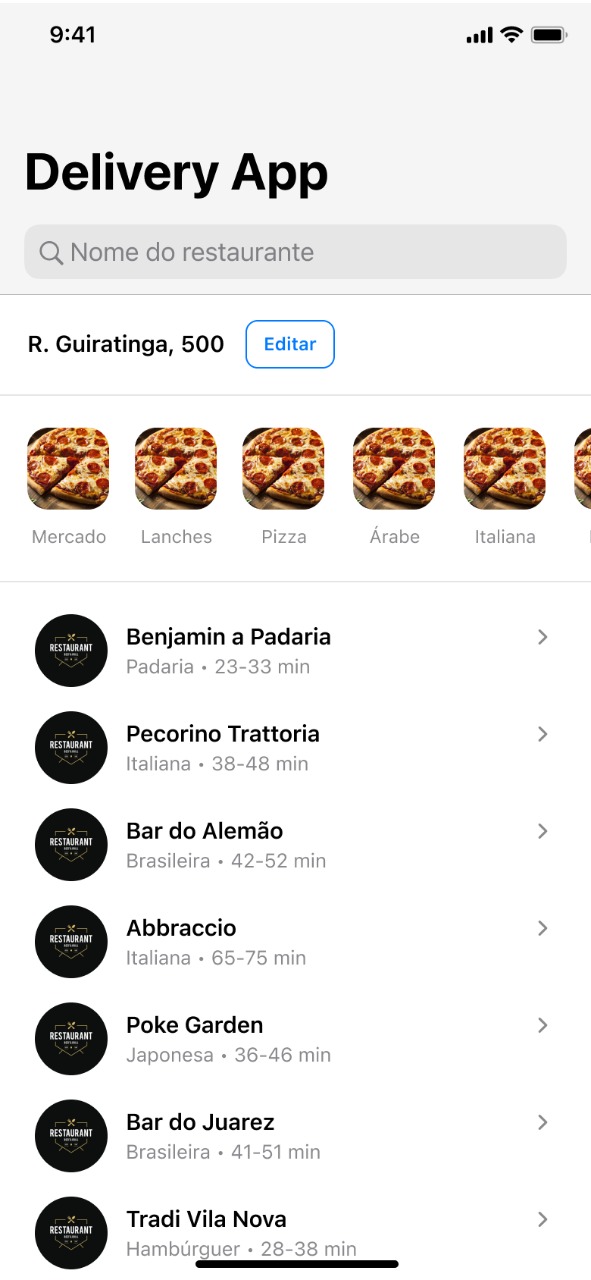 9:41
Delivery App
Nome do restaurante
R. Guiratinga, 500 Editar
Mercado Lanches Pizza Árabe Italiana
RESTAURANT
Benjamin a Padaria
Padaria • 23-33 min
RESTAURANT
Pecorino Trattoria
Italiana • 38-48 min
RESTAURANT
Bar do Alemão
Brasileira • 42-52 min
RESTAURANT
Abbraccio
Italiana • 65-75 min
RESTAURANT
Poke Garden
Japonesa • 36-46 min
RESTAURANT
Bar do Juarez
Brasileira • 41-51 min
RESTAURANT
Tradi Vila Nova
Hambúrguer • 28-38 min